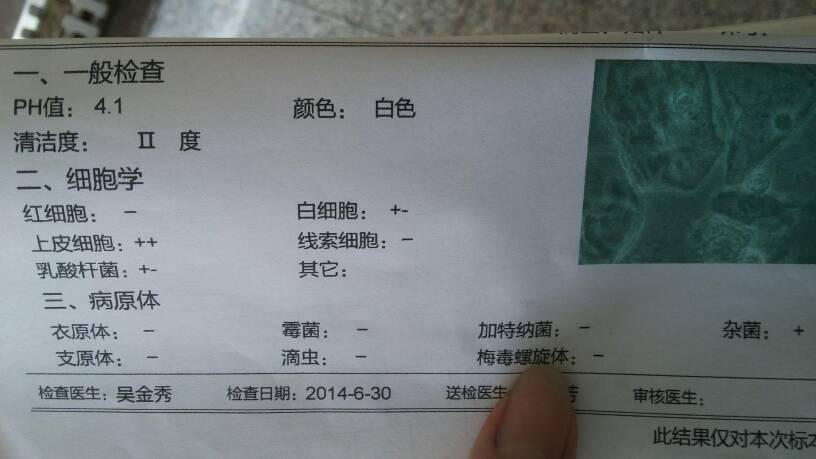 一、一般检查
PH值： 4.1 颜色： 白色
清洁度： II 度
二、细胞学
红细胞： - 白细胞： +-
上皮细胞：++ 线索细胞：-
乳酸杆菌：+- 其它：
三、病原体
衣原体： - 霉菌： - 加特纳菌： - 杂菌： +
支原体： - 滴虫： - 梅毒螺旋体： -
检查医生：吴金秀 检查日期：2014-6-30 送检医生 芳 审核医生：
此结果仅对本次标本